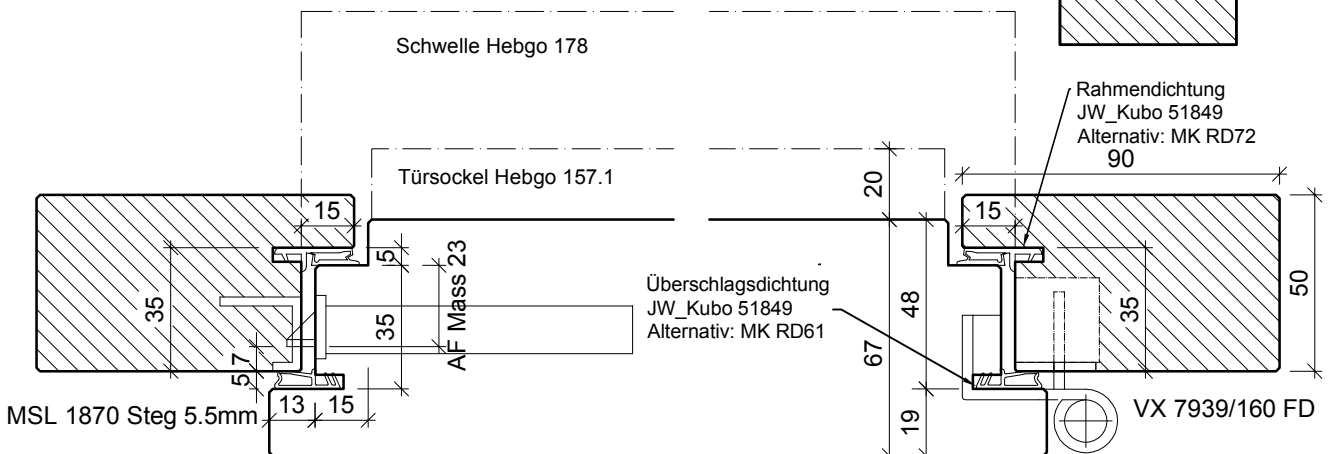 Schwelle Hebgo 178
Rahmendichtung
JW_Kubo 51849
Alternativ: MK RD72
90
Türsockel Hebgo 157.1
20
15
15
5
AF Mass 23
35
35
7
5
Überschlagsdichtung
JW_Kubo 51849
Alternativ: MK RD61
48
67
19
35
50
MSL 1870 Steg 5.5mm
13
15
VX 7939/160 FD